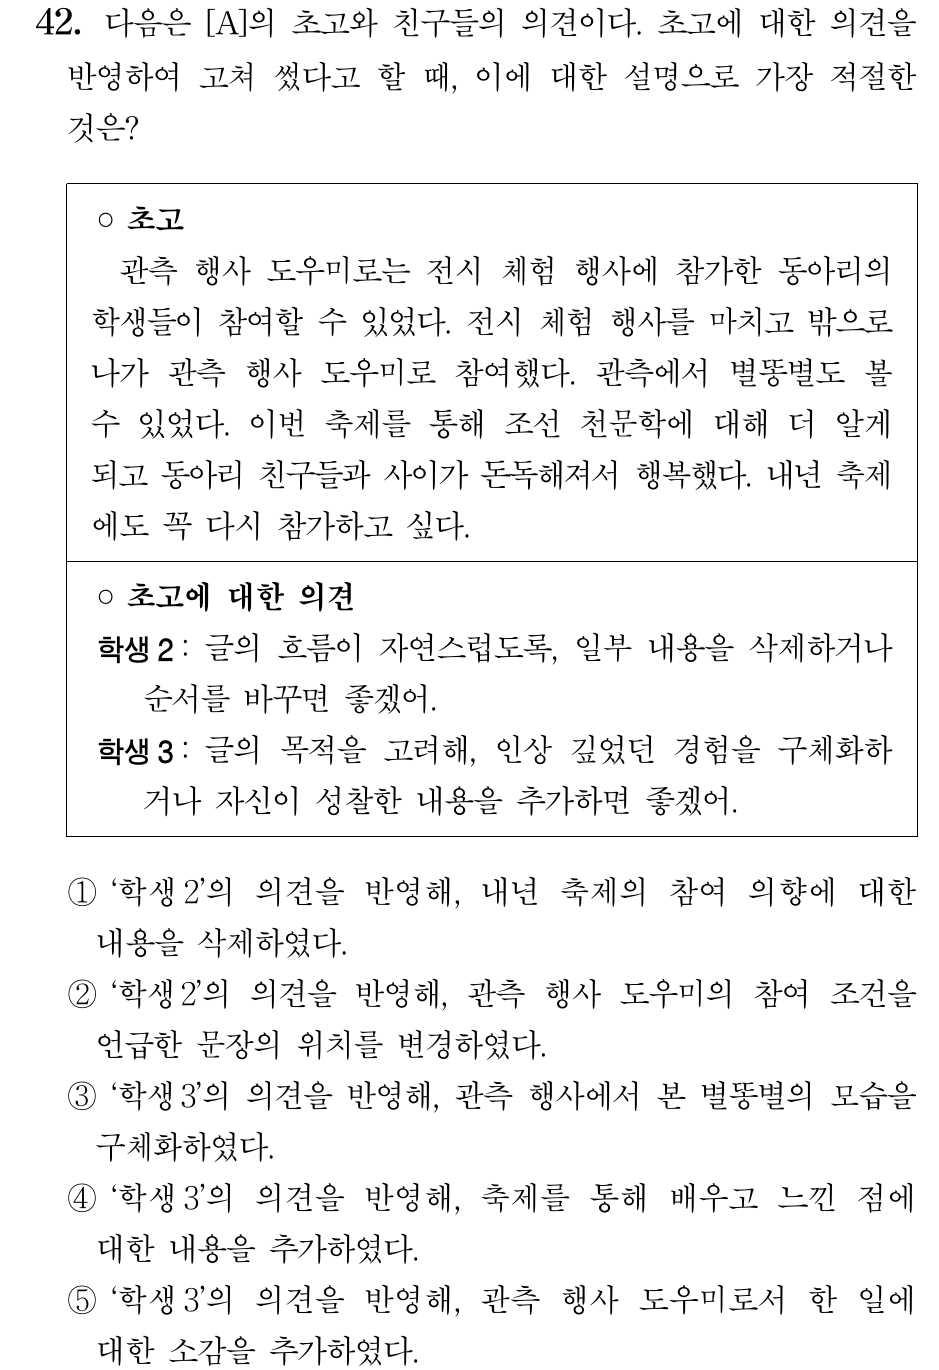 42. 다음은 [A]의 초고와 친구들의 의견이다. 초고에 대한 의견을
반영하여 고쳐 썼다고 할 때, 이에 대한 설명으로 가장 적절한
것은?
○ 초고
관측 행사 도우미로는 전시 체험 행사에 참가한 동아리의
학생들이 참여할 수 있었다. 전시 체험 행사를 마치고 밖으로
나가 관측 행사 도우미로 참여했다. 관측에서 별똥별도 볼
수 있었다. 이번 축제를 통해 조선 천문학에 대해 더 알게
되고 동아리 친구들과 사이가 돈독해져서 행복했다. 내년 축제
에도 꼭 다시 참가하고 싶다.
○ 초고에 대한 의견
학생 2 : 글의 흐름이 자연스럽도록, 일부 내용을 삭제하거나
순서를 바꾸면 좋겠어.
학생 3 : 글의 목적을 고려해, 인상 깊었던 경험을 구체화하
거나 자신이 성찰한 내용을 추가하면 좋겠어.
① ‘학생 2’의 의견을 반영해, 내년 축제의 참여 의향에 대한
내용을 삭제하였다.
② ‘학생 2’의 의견을 반영해, 관측 행사 도우미의 참여 조건을
언급한 문장의 위치를 변경하였다.
③ ‘학생 3’의 의견을 반영해, 관측 행사에서 본 별똥별의 모습을
구체화하였다.
④ ‘학생 3’의 의견을 반영해, 축제를 통해 배우고 느낀 점에
대한 내용을 추가하였다.
⑤ ‘학생 3’의 의견을 반영해, 관측 행사 도우미로서 한 일에
대한 소감을 추가하였다.